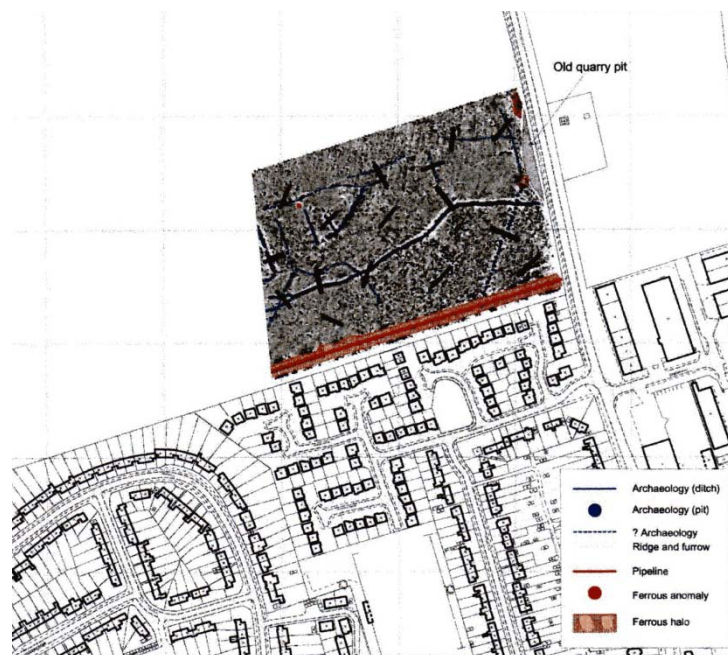 Old quarry pit
Archaeology (ditch)
Archaeology (pit)
? Archaeology
Ridge and furrow
Pipeline
Ferrous anomaly
Ferrous halo